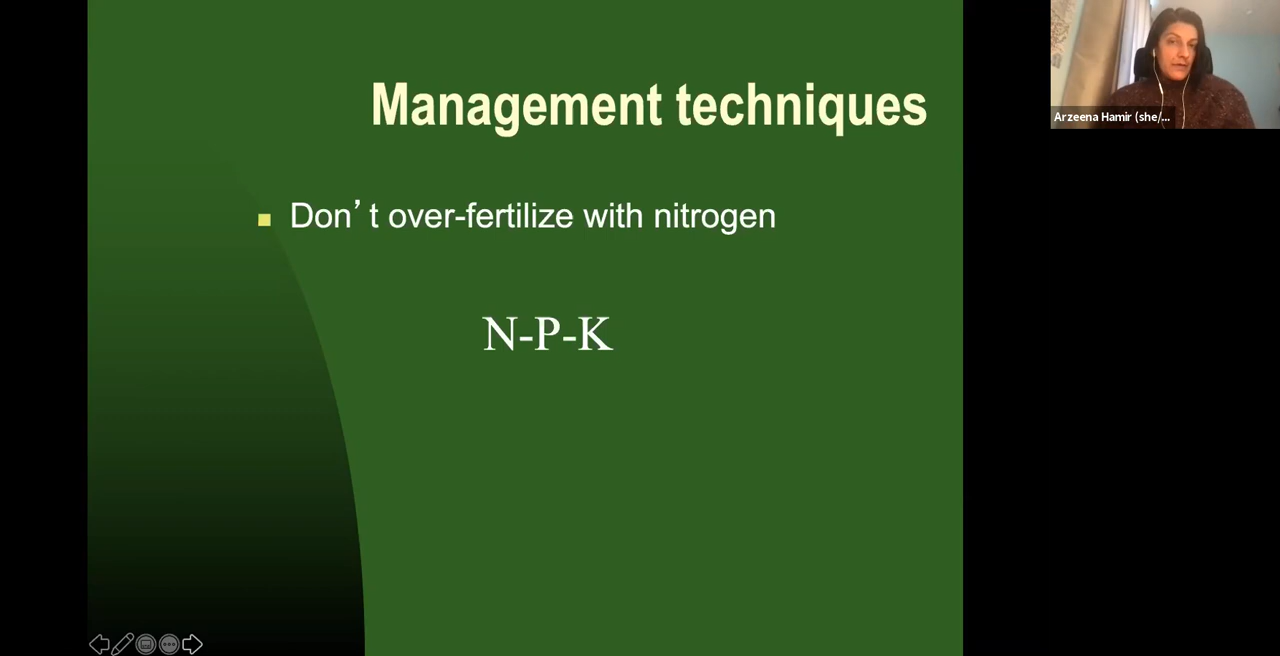 Management techniques
Don’t over-fertilize with nitrogen
N-P-K
Arzeena Hamir (she/...